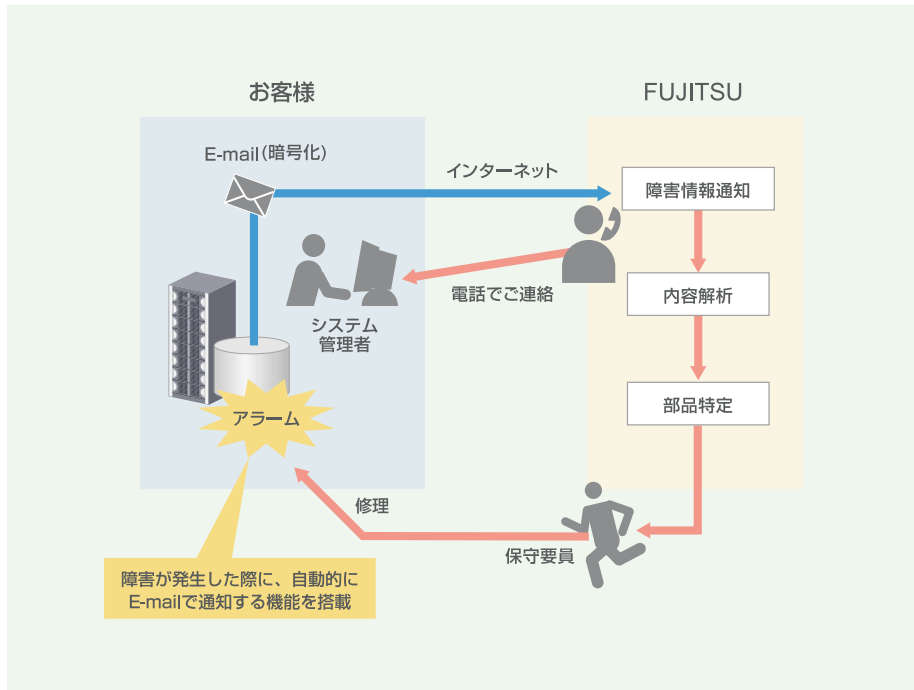 お客様
FUJITSU
E-mail(暗号化)
インターネット
障害情報通知
電話でご連絡
システム
管理者
内容解析
アラーム
部品特定
修理
保守要員
障害が発生した際に、自動的に
E-mailで通知する機能を搭載